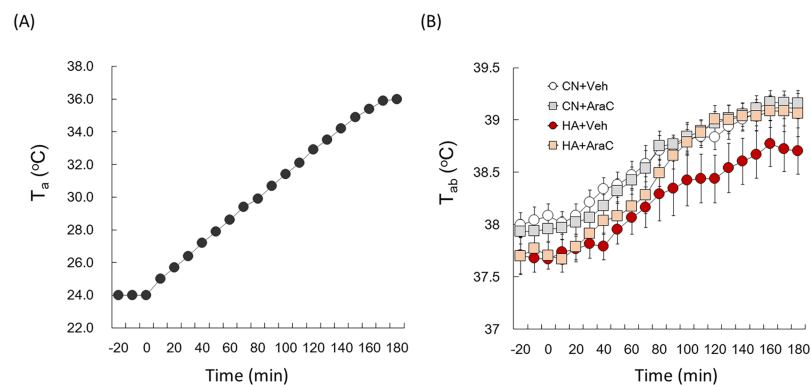 (A)
38.0
36.0
34.0
32.0
30.0
28.0
26.0
24.0
22.0
Ta (°C)
-20 0 20 40 60 80 100 120 140 160 180
Time (min)
(B)
39.5
39
38.5
38
37.5
37
Tab (°C)
CN+Veh
CN+AraC
HA+Veh
HA+AraC
-20 0 20 40 60 80 100 120 140 160 180
Time (min)